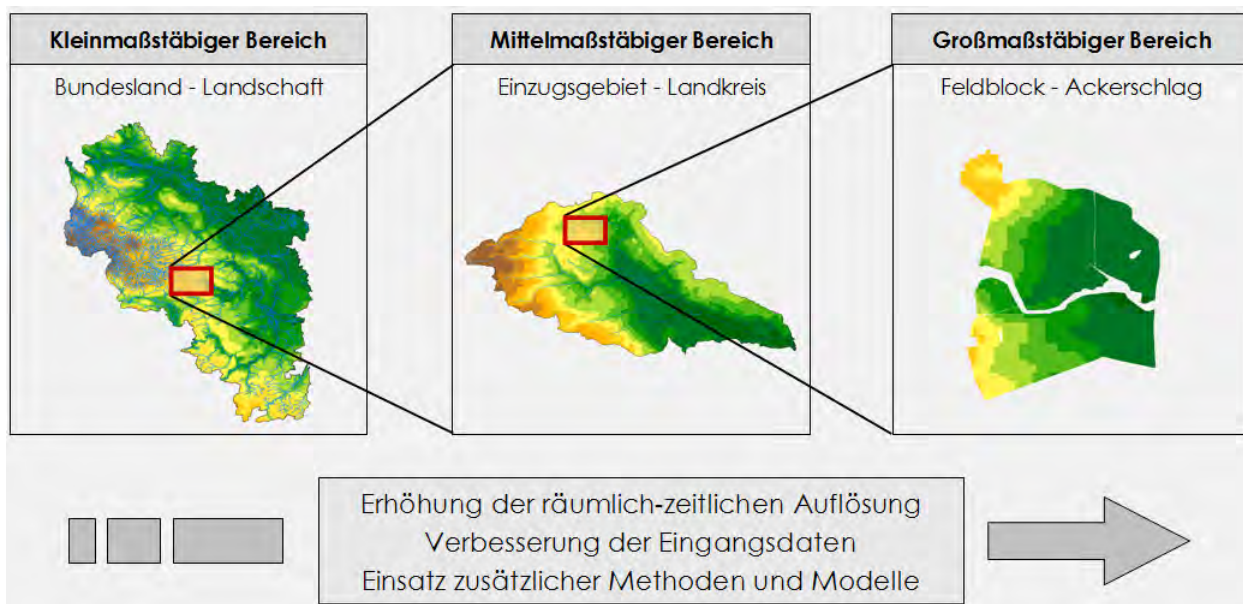 Kleinmaßstäbiger Bereich
Bundesland - Landschaft
Mittelmaßstäbiger Bereich
Einzugsgebiet - Landkreis
Großmaßstäbiger Bereich
Feldblock - Ackerschlag
Erhöhung der räumlich-zeitlichen Auflösung
Verbesserung der Eingangsdaten
Einsatz zusätzlicher Methoden und Modelle